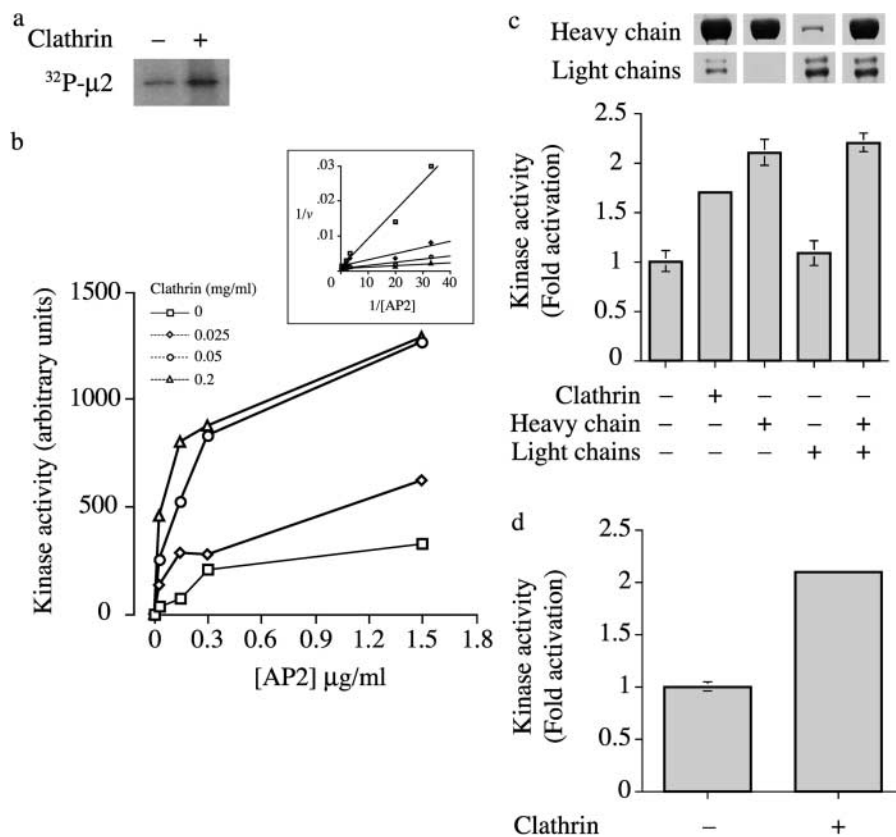 a
Clathrin − +
³²P-μ2
b
Kinase activity (arbitrary units)
1500
1000
500
0
0 0.3 0.6 0.9 1.2 1.5 1.8
[AP2] μg/ml
Clathrin (mg/ml)
0
0.025
0.05
0.2
1/v
.03
.02
.01
0 10 20 30 40
1/[AP2]
c
Heavy chain
Light chains
Kinase activity
(Fold activation)
2.5
2
1.5
1
0.5
0
Clathrin − + − − −
Heavy chain − − + − +
Light chains − − − + +
d
Kinase activity
(Fold activation)
2
1.5
1
0.5
0
Clathrin − +